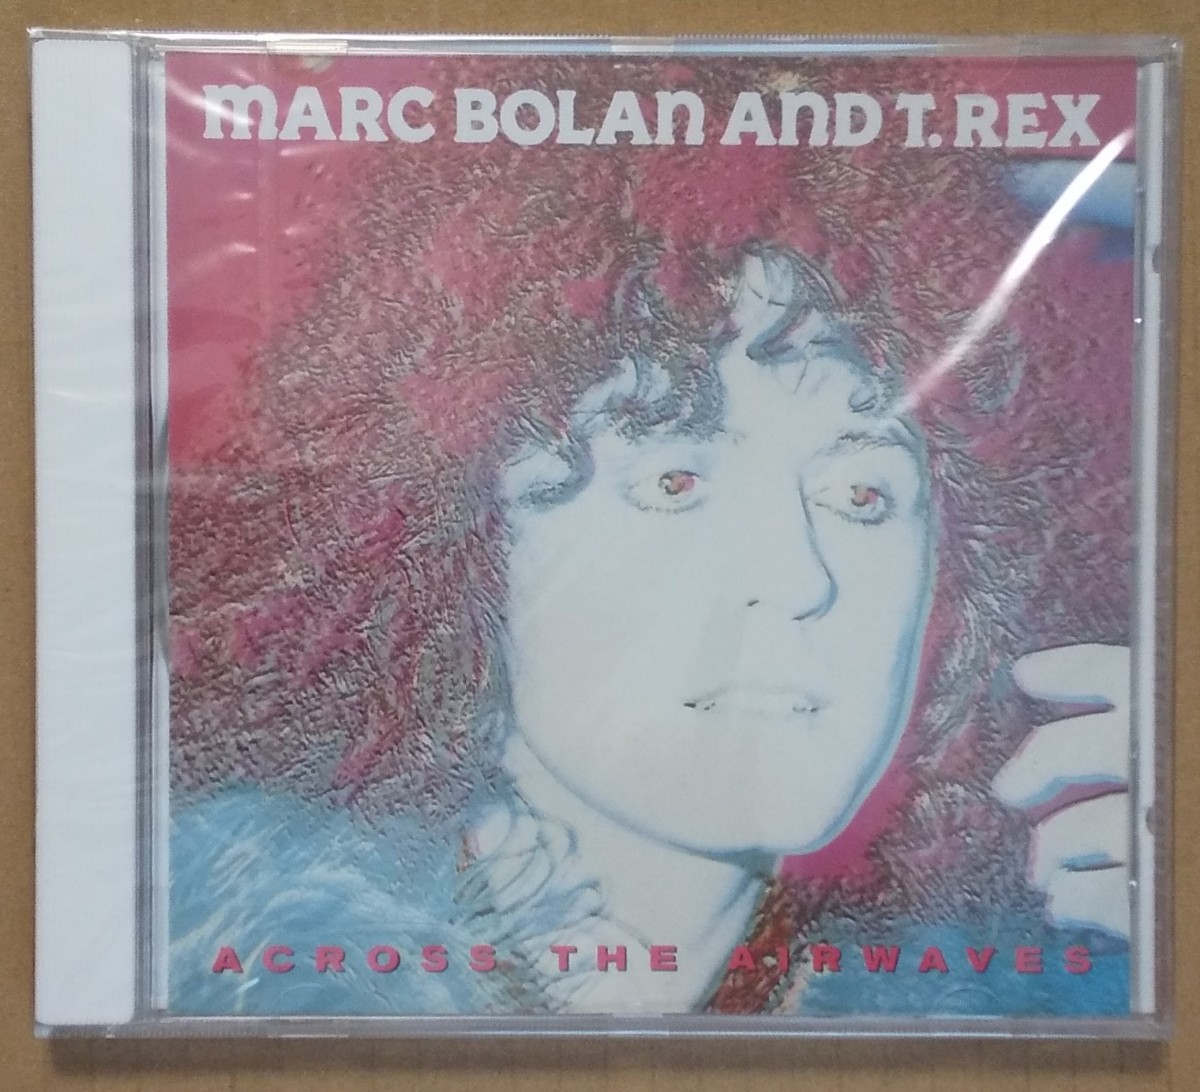 MARC BOLAN AND T. REX
ACROSS THE AIRWAVES